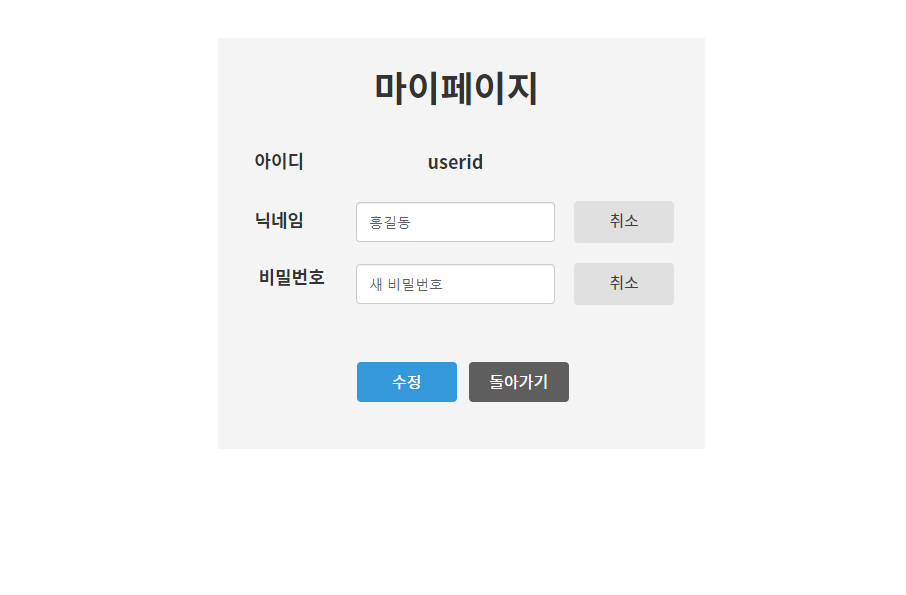 마이페이지
아이디 userid
닉네임 홍길동 취소
비밀번호 새 비밀번호 취소
수정 돌아가기